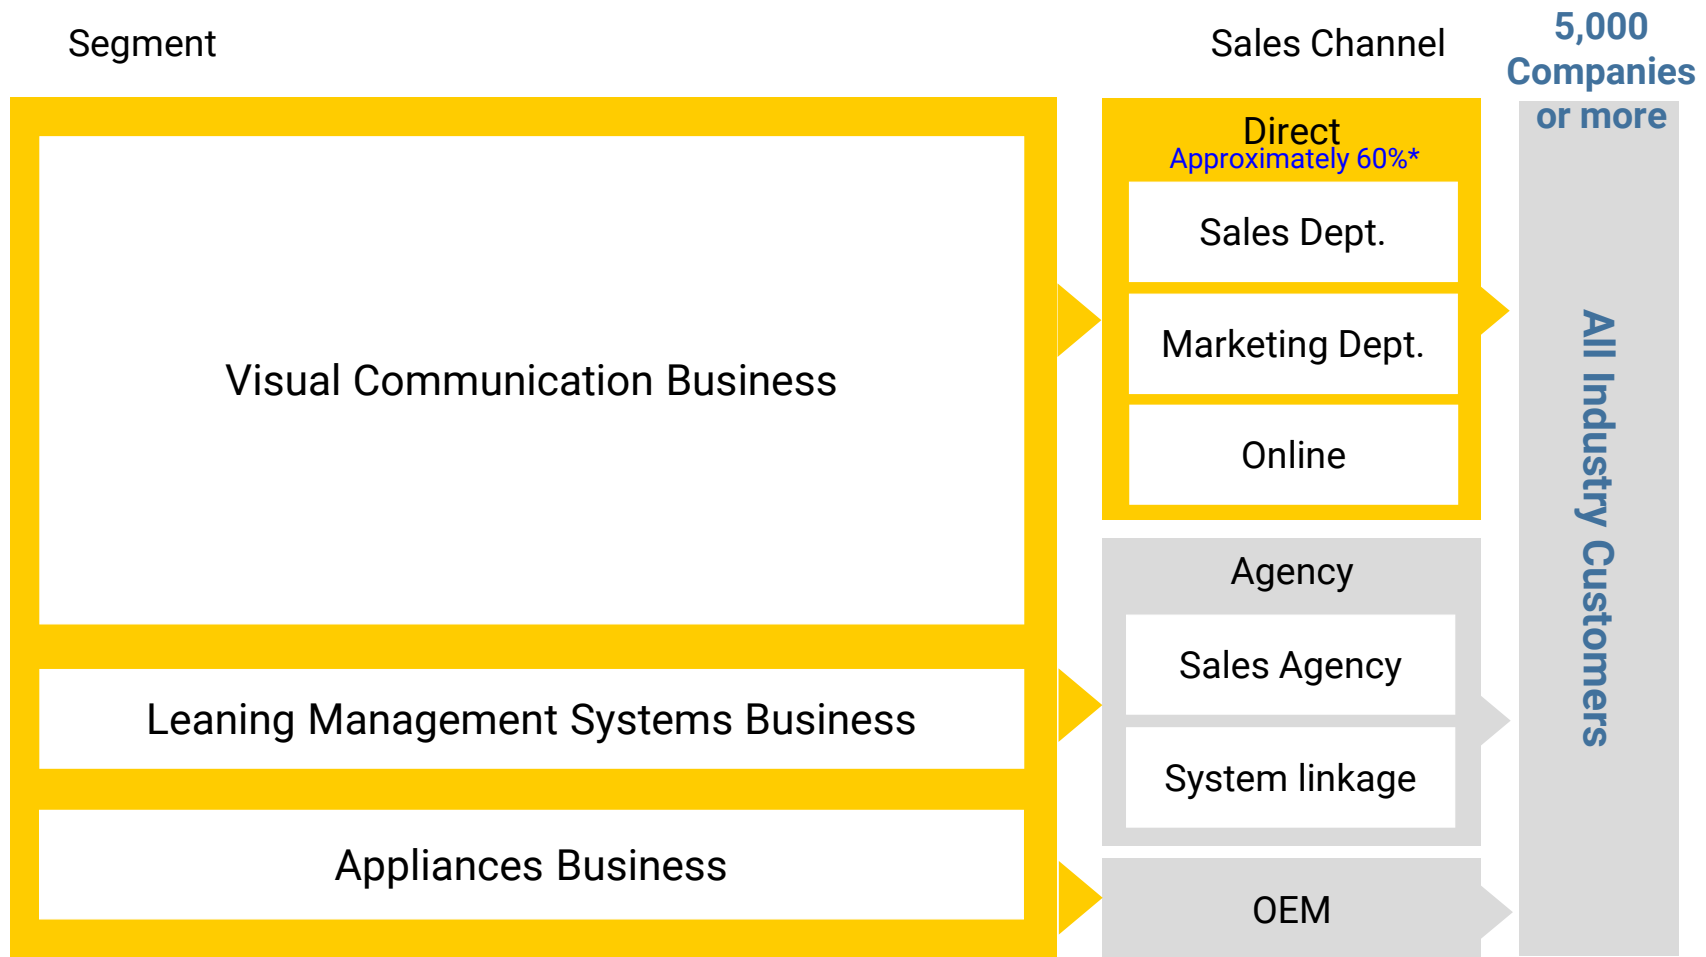 Segment
Sales Channel
5,000
Companies
or more
Visual Communication Business
Leaning Management Systems Business
Appliances Business
Direct
Approximately 60%*
Sales Dept.
Marketing Dept.
Online
Agency
Sales Agency
System linkage
OEM
All Industry Customers